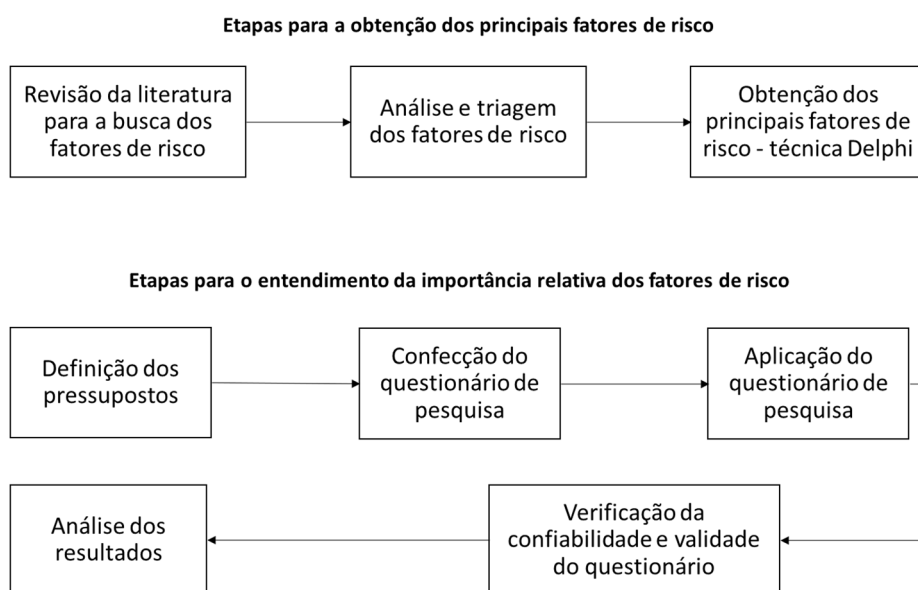 Etapas para a obtenção dos principais fatores de risco
Revisão da literatura
para a busca dos
fatores de risco
Análise e triagem
dos fatores de risco
Obtenção dos
principais fatores de
risco - técnica Delphi
Etapas para o entendimento da importância relativa dos fatores de risco
Definição dos
pressupostos
Confecção do
questionário de
pesquisa
Aplicação do
questionário de
pesquisa
Verificação da
confiabilidade e validade
do questionário
Análise dos
resultados